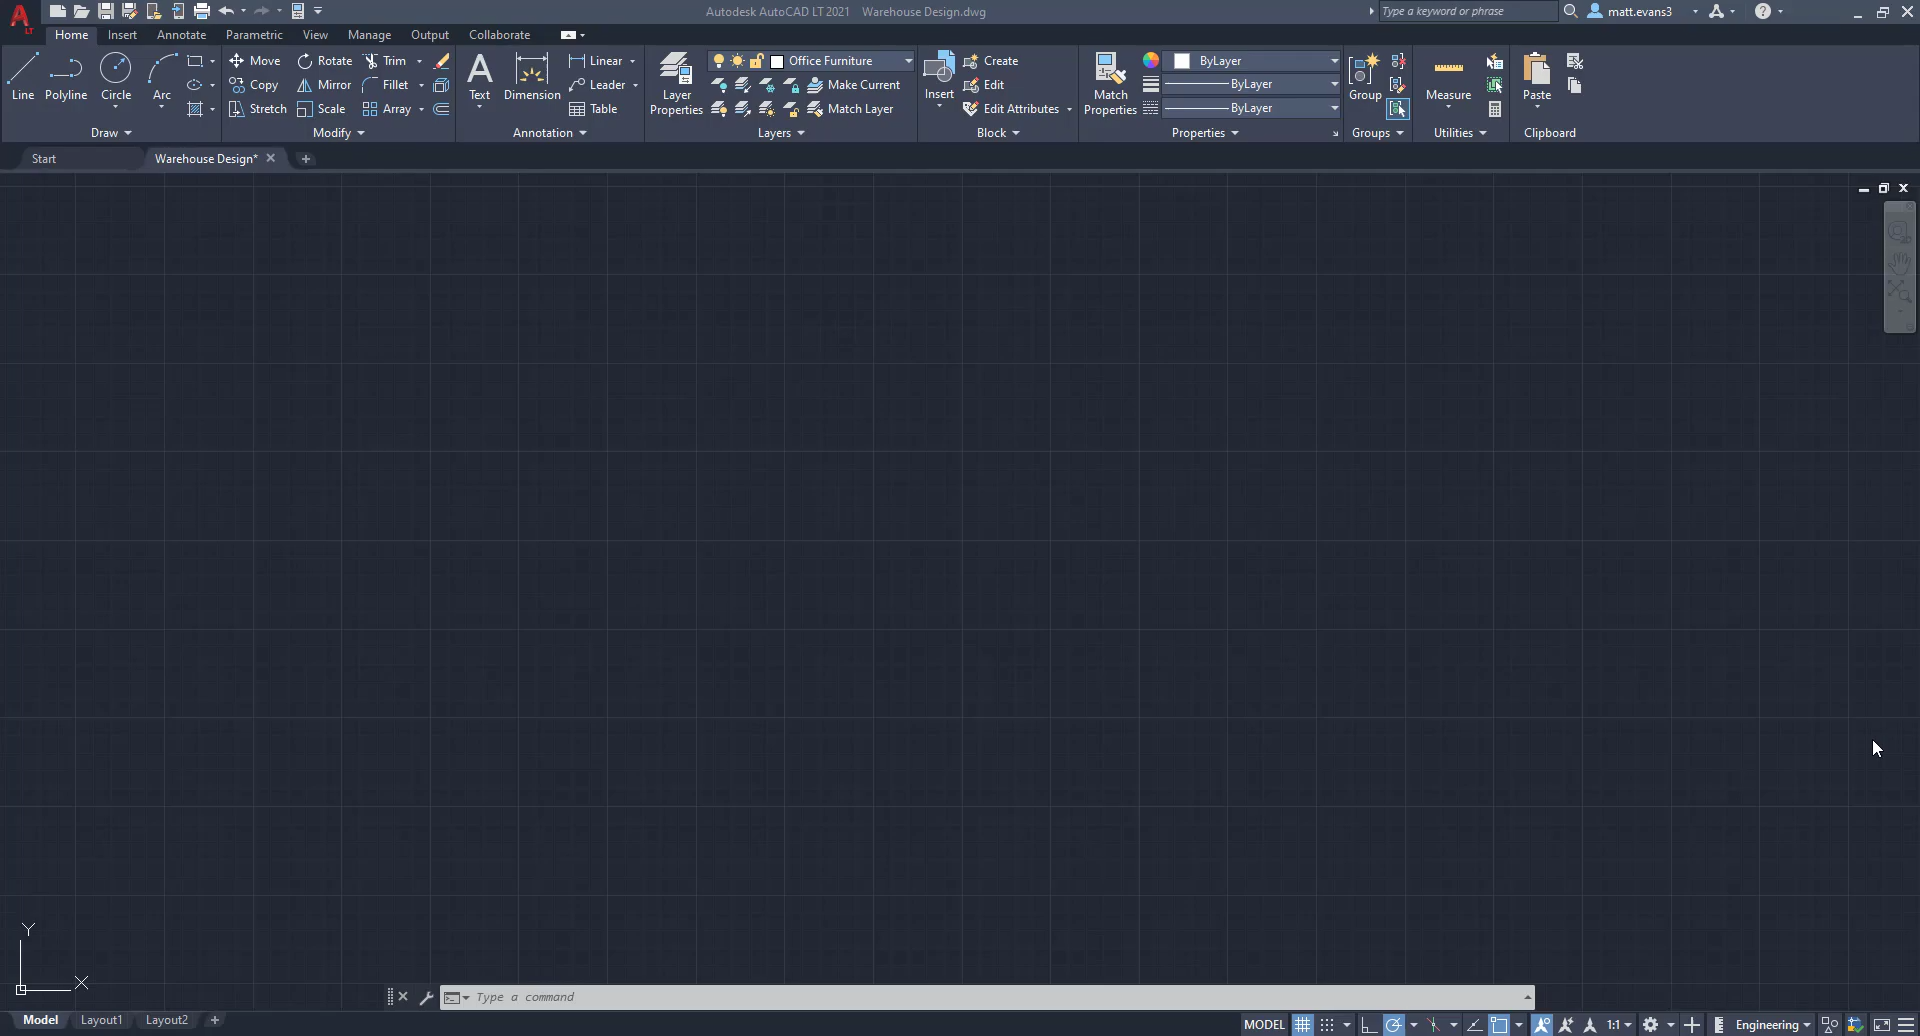 Autodesk AutoCAD LT 2021 Warehouse Design.dwg
Type a keyword or phrase
matt.evans3
LT
Home Insert Annotate Parametric View Manage Output Collaborate
Line Polyline Circle Arc
Draw
Move Rotate Trim
Copy Mirror Fillet
Stretch Scale Array
Modify
Text Dimension
Linear
Leader
Table
Annotation
Layer Properties
Office Furniture
Make Current
Match Layer
Layers
Insert
Create
Edit
Edit Attributes
Block
Match Properties
ByLayer
ByLayer
ByLayer
Properties
Group
Groups
Measure
Utilities
Paste
Clipboard
Start Warehouse Design*
Y
X
Type a command
Model Layout1 Layout2
MODEL 1:1 Engineering